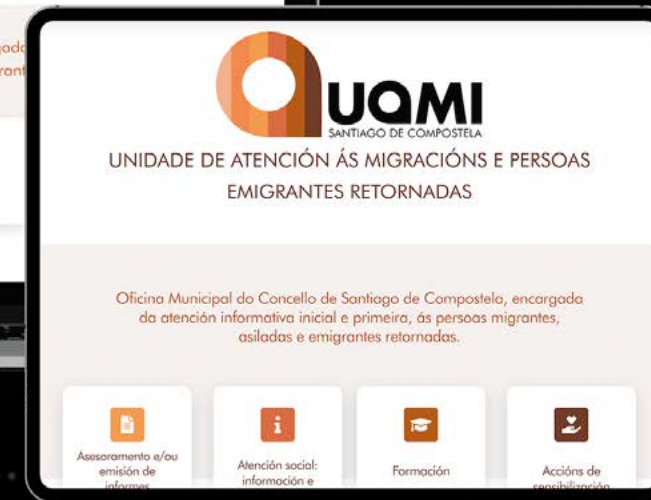 UAMI
SANTIAGO DE COMPOSTELA
UNIDADE DE ATENCIÓN ÁS MIGRACIÓNS E PERSOAS
EMIGRANTES RETORNADAS
Oficina Municipal do Concello de Santiago de Compostela, encargada
da atención informativa inicial e primeira, ás persoas migrantes,
asiladas e emigrantes retornadas.
Asesoramento e/ou
emisión de
informes
Atención social:
información e
Formación
Accións de
sensibilización